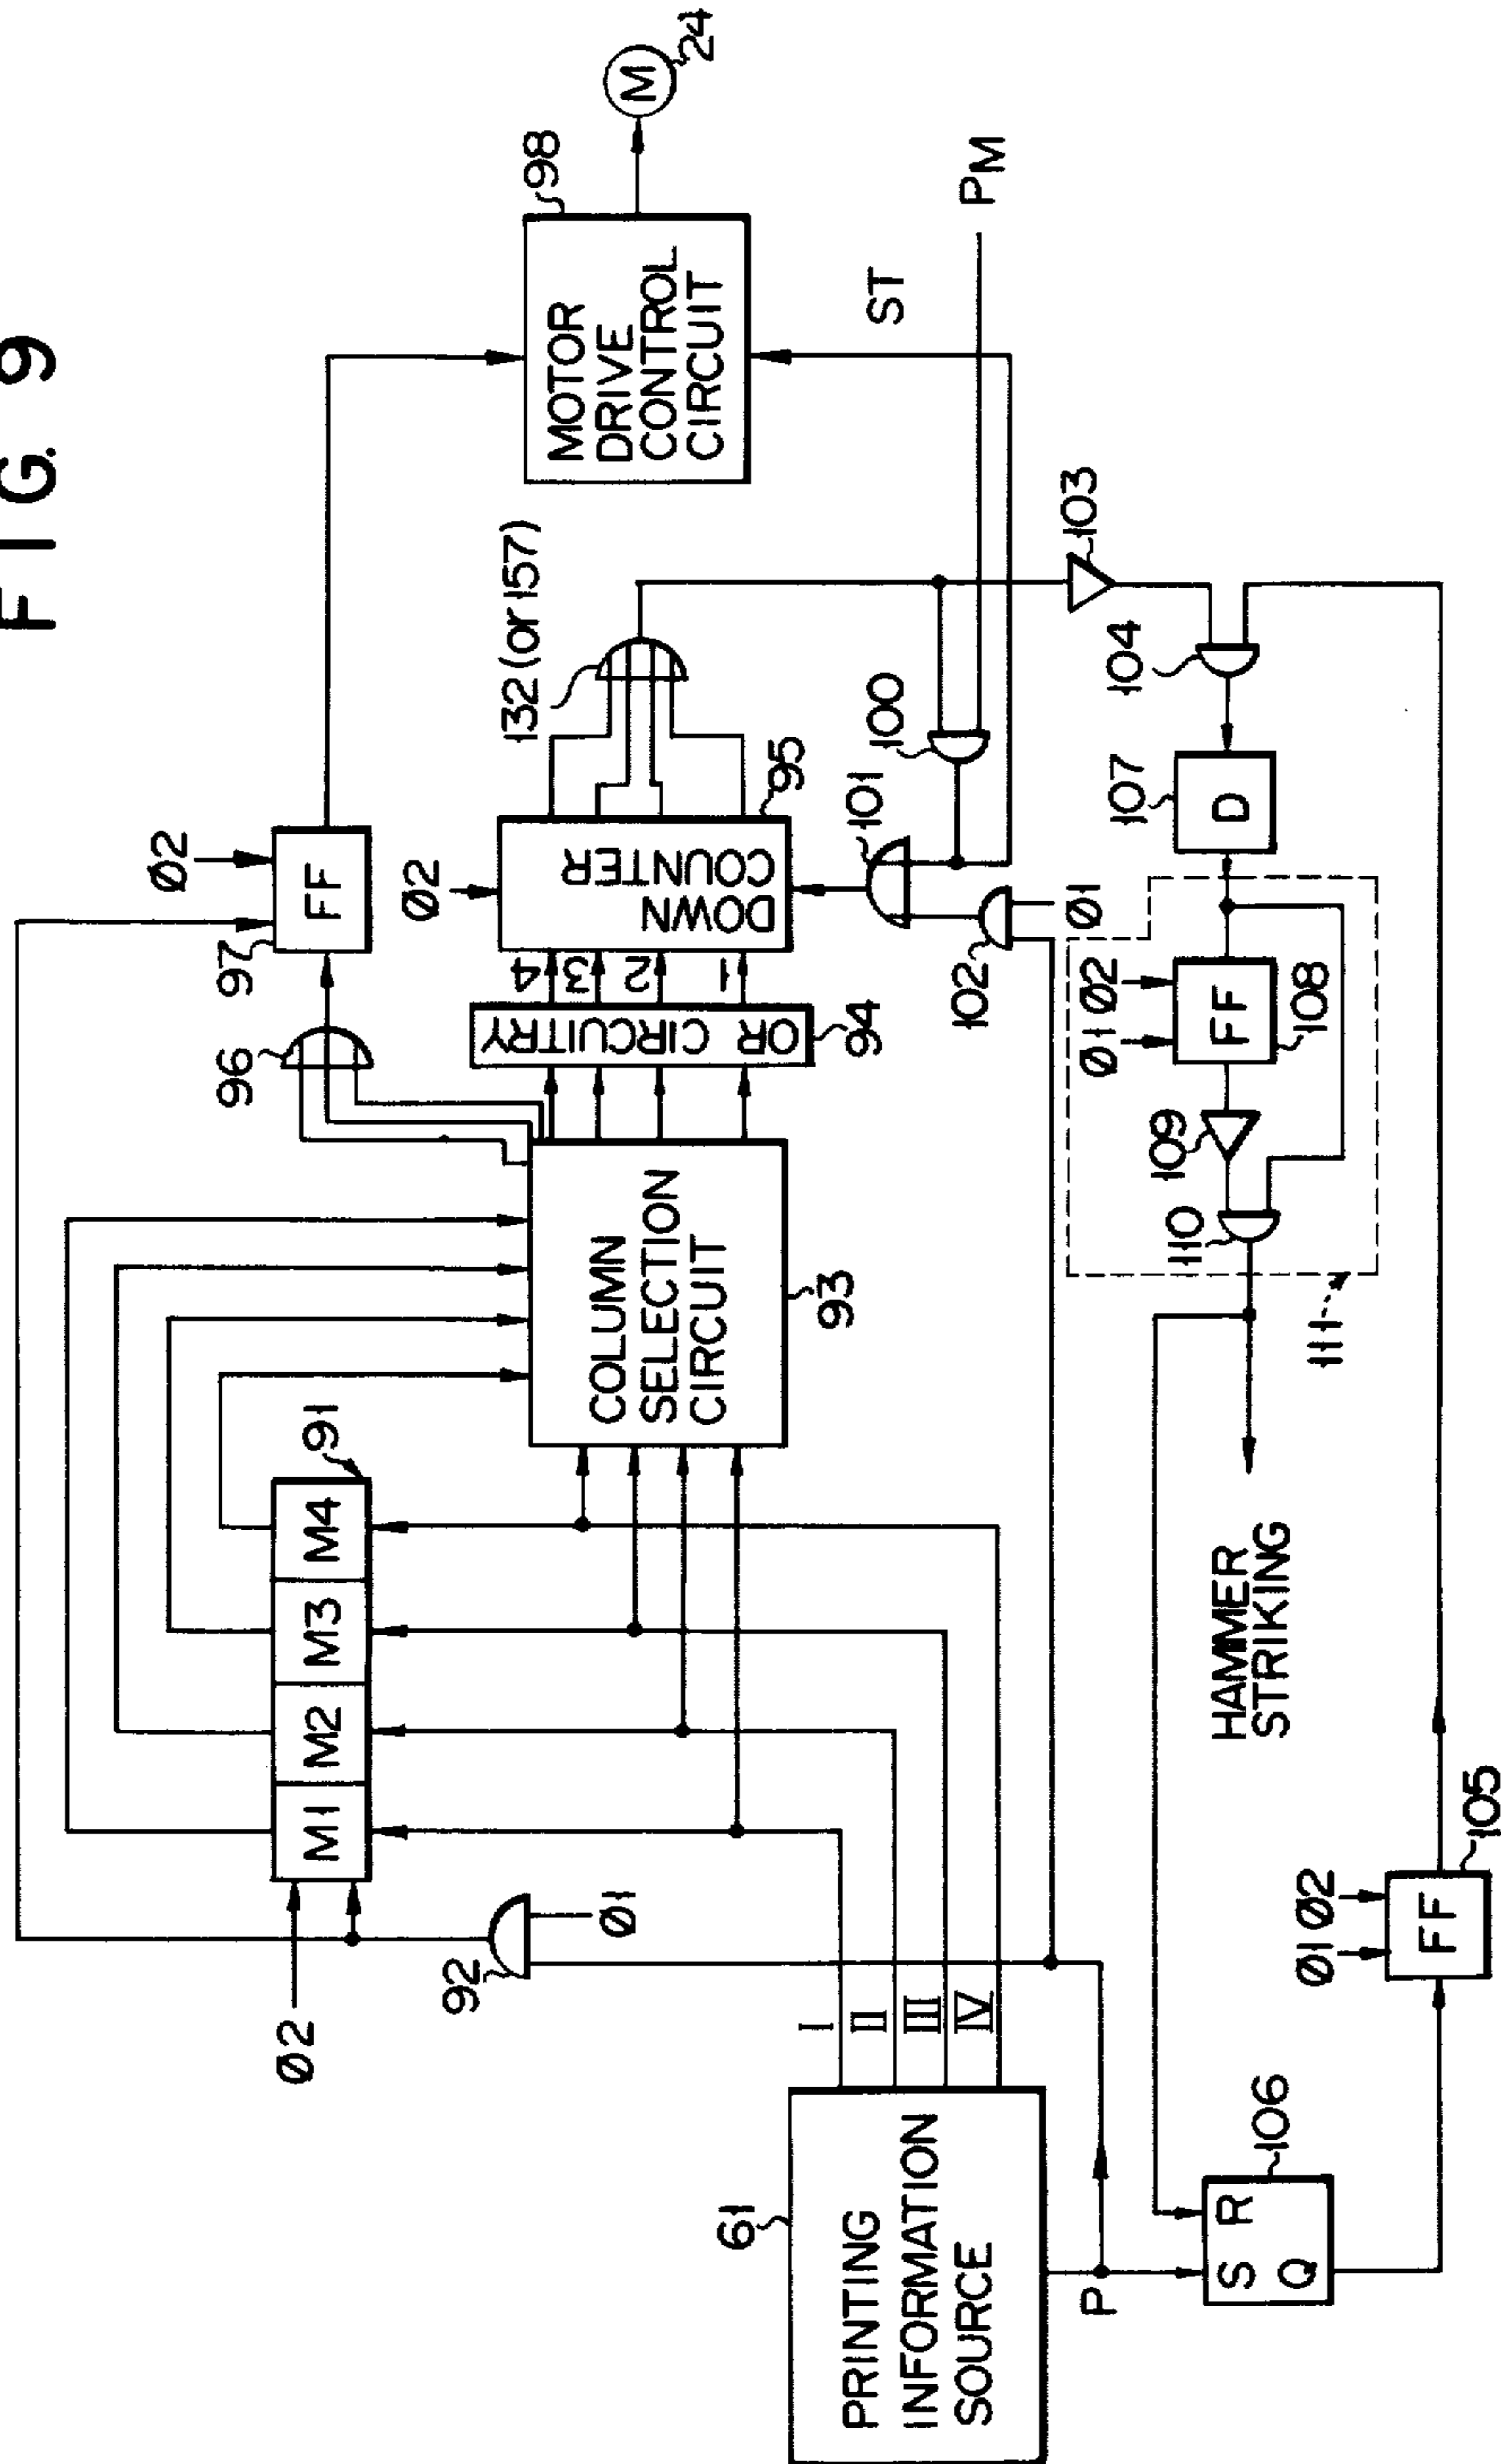 FIG. 9
Ø2
Ø2
97
FF
96
98
MOTOR
DRIVE
CONTROL
CIRCUIT
M
24
132 (or 157)
Ø2
DOWN
COUNTER
95
4
3
2
1
OR CIRCUITRY
94
91
M1
M2
M3
M4
COLUMN
SELECTION
CIRCUIT
93
92
Ø1
101
100
102
Ø1
ST
PM
103
104
107
D
Ø1
Ø2
FF
108
109
110
111
HAMMER
STRIKING
61
PRINTING
INFORMATION
SOURCE
I
II
III
IV
P
S
R
Q
106
Ø1
Ø2
FF
105